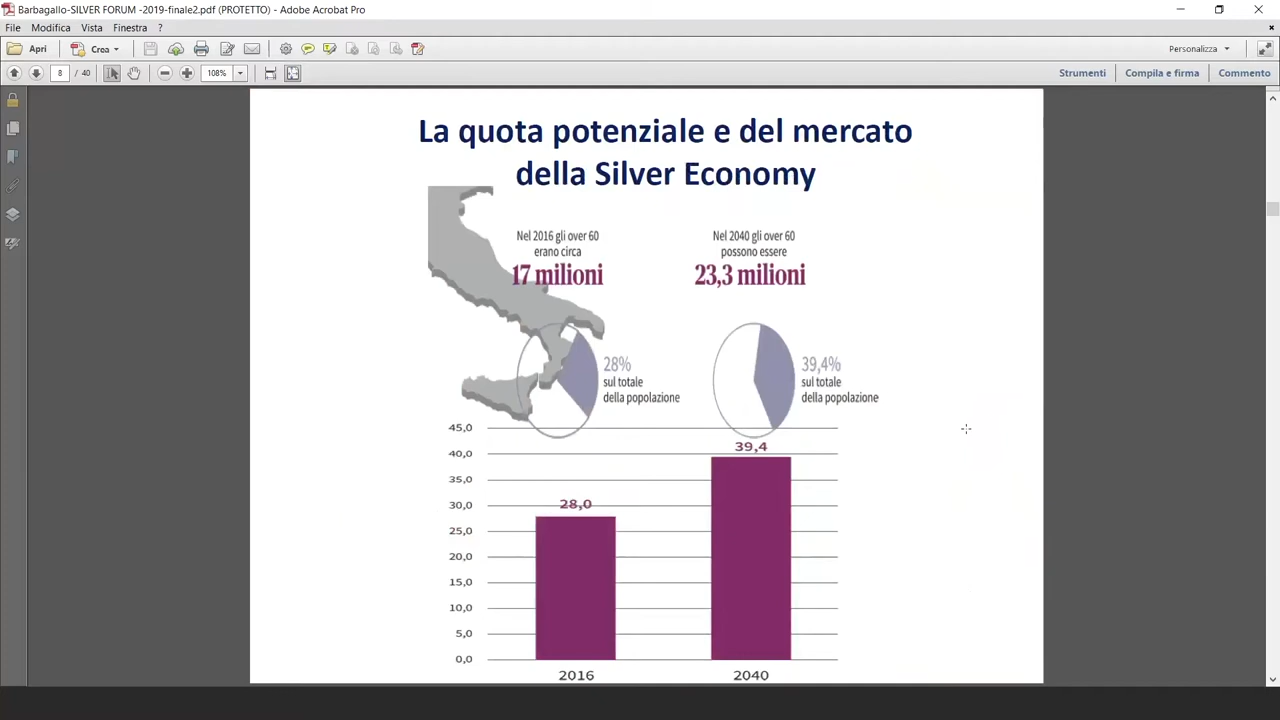 Barbagallo-SILVER FORUM -2019-finale2.pdf (PROTETTO) - Adobe Acrobat Pro
File Modifica Vista Finestra ?
Apri Crea Personalizza
8 / 40 108% Strumenti Compila e firma Commento
La quota potenziale e del mercato
della Silver Economy
Nel 2016 gli over 60
erano circa
17 milioni
Nel 2040 gli over 60
possono essere
23,3 milioni
28%
sul totale
della popolazione
39,4%
sul totale
della popolazione
45,0
40,0
35,0
30,0
25,0
20,0
15,0
10,0
5,0
0,0
28,0
39,4
2016
2040